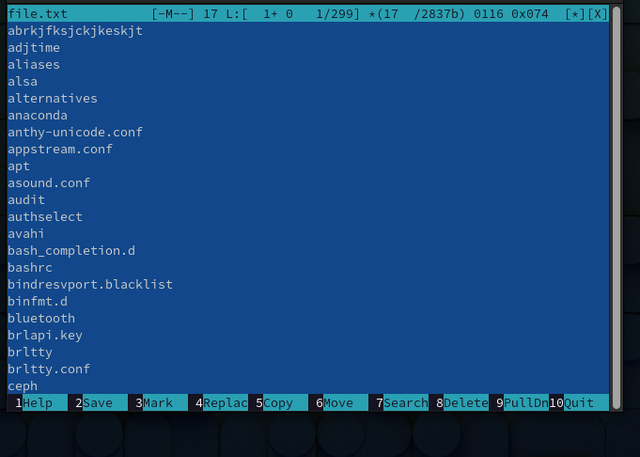 file.txt [-M--] 17 L:[ 1+ 0 1/299] *(17 /2837b) 0116 0x074 [*][X]
abrkjfksjckjkeskjt
adjtime
aliases
alsa
alternatives
anaconda
anthy-unicode.conf
appstream.conf
apt
asound.conf
audit
authselect
avahi
bash_completion.d
bashrc
bindresvport.blacklist
binfmt.d
bluetooth
brlapi.key
brltty
brltty.conf
ceph
1Help 2Save 3Mark 4Replac 5Copy 6Move 7Search 8Delete 9PullDn 10Quit